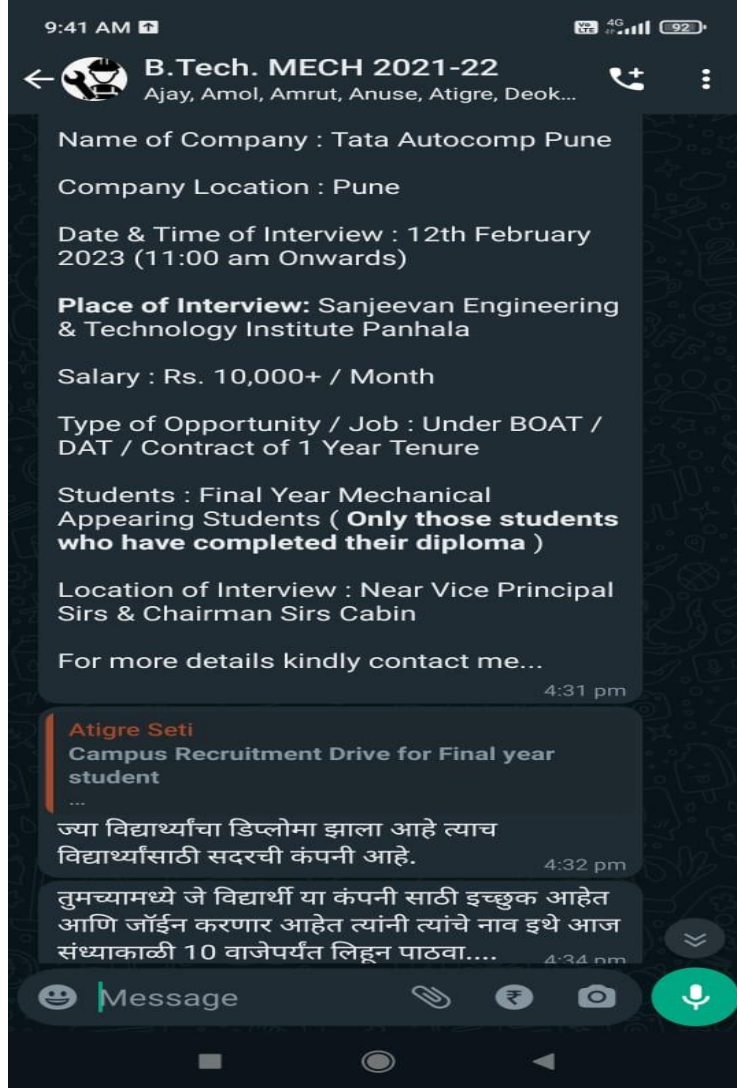 9:41 AM
Vo LTE 4G 92
B.Tech. MECH 2021-22
Ajay, Amol, Amrut, Anuse, Atigre, Deok...
Name of Company : Tata Autocomp Pune
Company Location : Pune
Date & Time of Interview : 12th February
2023 (11:00 am Onwards)
Place of Interview: Sanjeevan Engineering
& Technology Institute Panhala
Salary : Rs. 10,000+ / Month
Type of Opportunity / Job : Under BOAT /
DAT / Contract of 1 Year Tenure
Students : Final Year Mechanical
Appearing Students ( Only those students
who have completed their diploma )
Location of Interview : Near Vice Principal
Sirs & Chairman Sirs Cabin
For more details kindly contact me...
4:31 pm
Atigre Seti
Campus Recruitment Drive for Final year
student
...
ज्या विद्यार्थ्यांचा डिप्लोमा झाला आहे त्याच
विद्यार्थ्यांसाठी सदरची कंपनी आहे.
4:32 pm
तुमच्यामध्ये जे विद्यार्थी या कंपनी साठी इच्छुक आहेत
आणि जॉईन करणार आहेत त्यांनी त्यांचे नाव इथे आज
संध्याकाळी 10 वाजेपर्यंत लिहून पाठवा....
4:34 pm
Message
₹